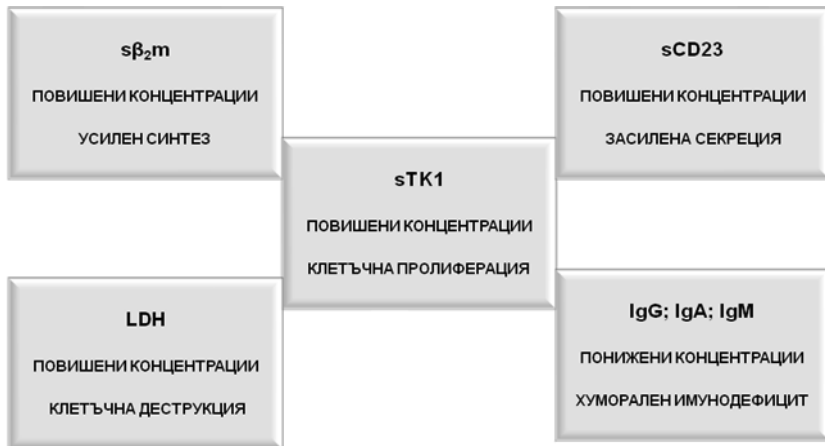 sβ₂m
ПОВИШЕНИ КОНЦЕНТРАЦИИ
УСИЛЕН СИНТЕЗ
sCD23
ПОВИШЕНИ КОНЦЕНТРАЦИИ
ЗАСИЛЕНА СЕКРЕЦИЯ
sTK1
ПОВИШЕНИ КОНЦЕНТРАЦИИ
КЛЕТЪЧНА ПРОЛИФЕРАЦИЯ
LDH
ПОВИШЕНИ КОНЦЕНТРАЦИИ
КЛЕТЪЧНА ДЕСТРУКЦИЯ
IgG; IgA; IgM
ПОНИЖЕНИ КОНЦЕНТРАЦИИ
ХУМОРАЛЕН ИМУНОДЕФИЦИТ